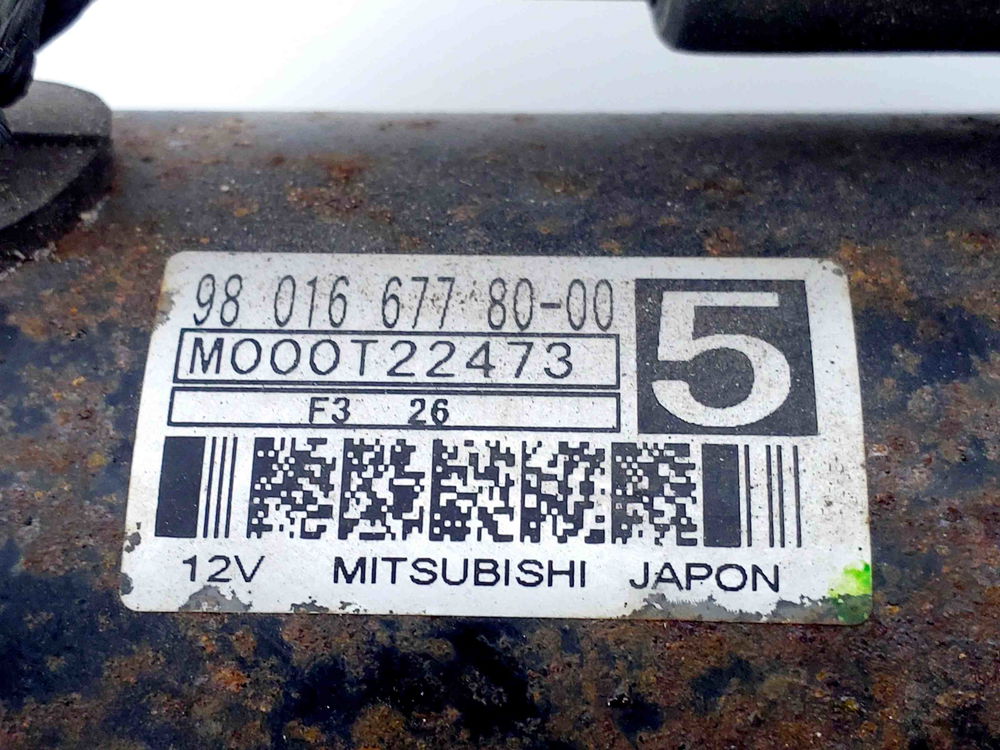 98 016 677 80-00
5
M000T22473
F3 26
12V MITSUBISHI JAPON